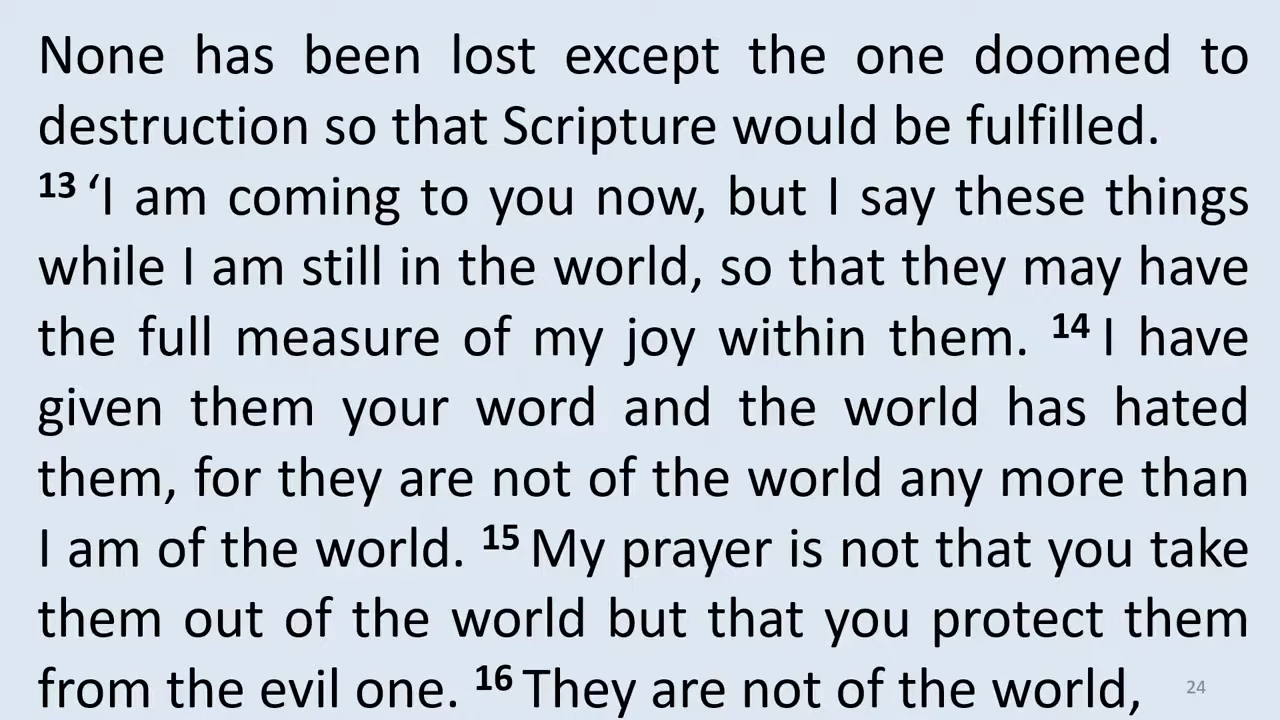 None has been lost except the one doomed to
destruction so that Scripture would be fulfilled.
13 ‘I am coming to you now, but I say these things
while I am still in the world, so that they may have
the full measure of my joy within them. 14 I have
given them your word and the world has hated
them, for they are not of the world any more than
I am of the world. 15 My prayer is not that you take
them out of the world but that you protect them
from the evil one. 16 They are not of the world,
24